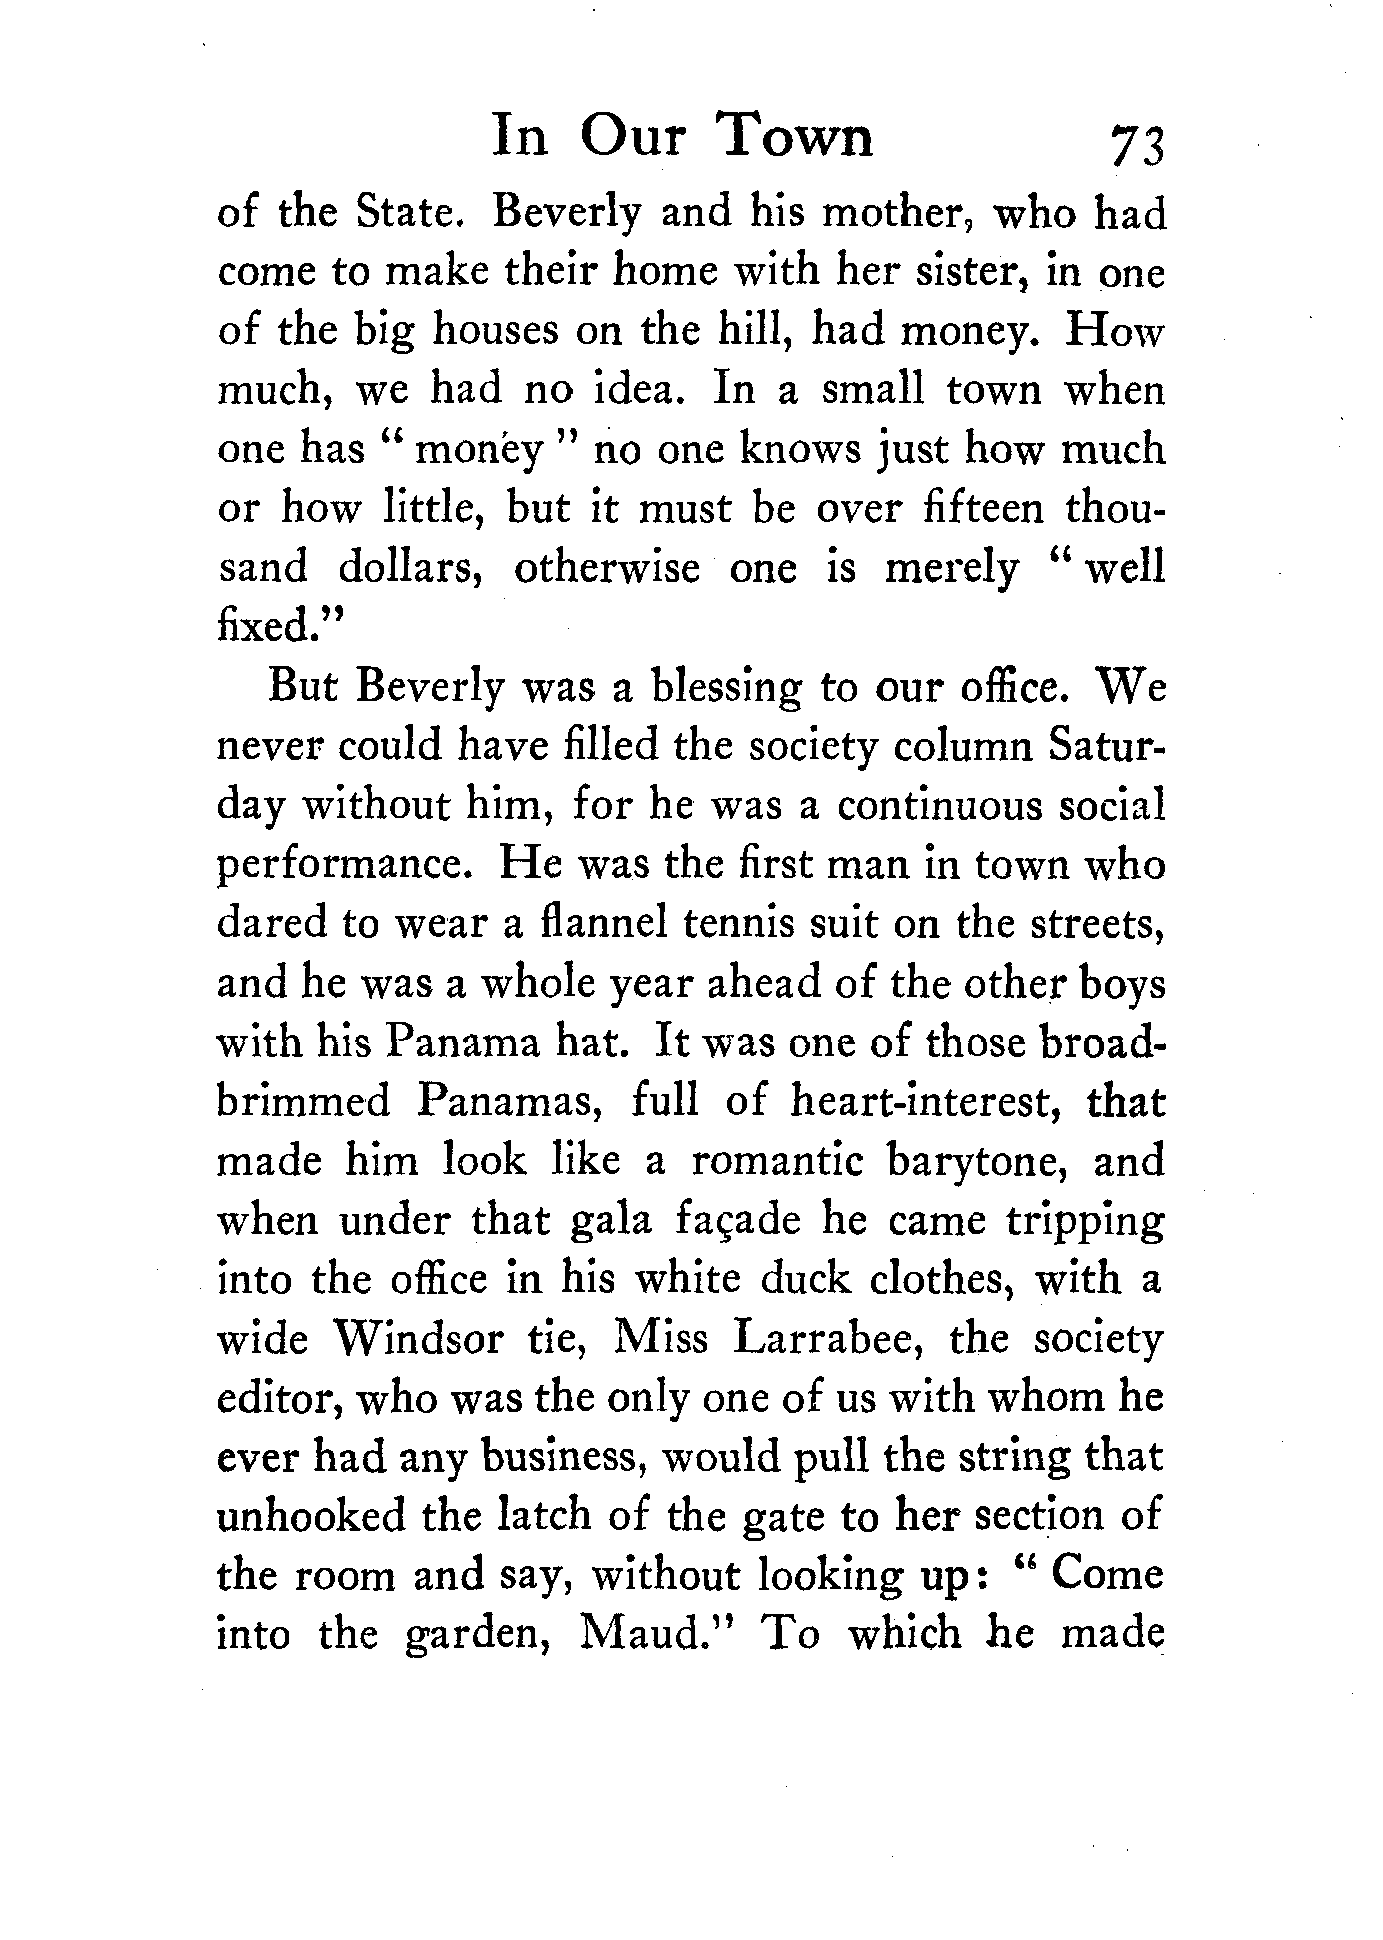 In Our Town 73
of the State. Beverly and his mother, who had
come to make their home with her sister, in one
of the big houses on the hill, had money. How
much, we had no idea. In a small town when
one has “ money ” no one knows just how much
or how little, but it must be over fifteen thou-
sand dollars, otherwise one is merely “ well
fixed.”
But Beverly was a blessing to our office. We
never could have filled the society column Satur-
day without him, for he was a continuous social
performance. He was the first man in town who
dared to wear a flannel tennis suit on the streets,
and he was a whole year ahead of the other boys
with his Panama hat. It was one of those broad-
brimmed Panamas, full of heart-interest, that
made him look like a romantic barytone, and
when under that gala façade he came tripping
into the office in his white duck clothes, with a
wide Windsor tie, Miss Larrabee, the society
editor, who was the only one of us with whom he
ever had any business, would pull the string that
unhooked the latch of the gate to her section of
the room and say, without looking up: “ Come
into the garden, Maud.” To which he made